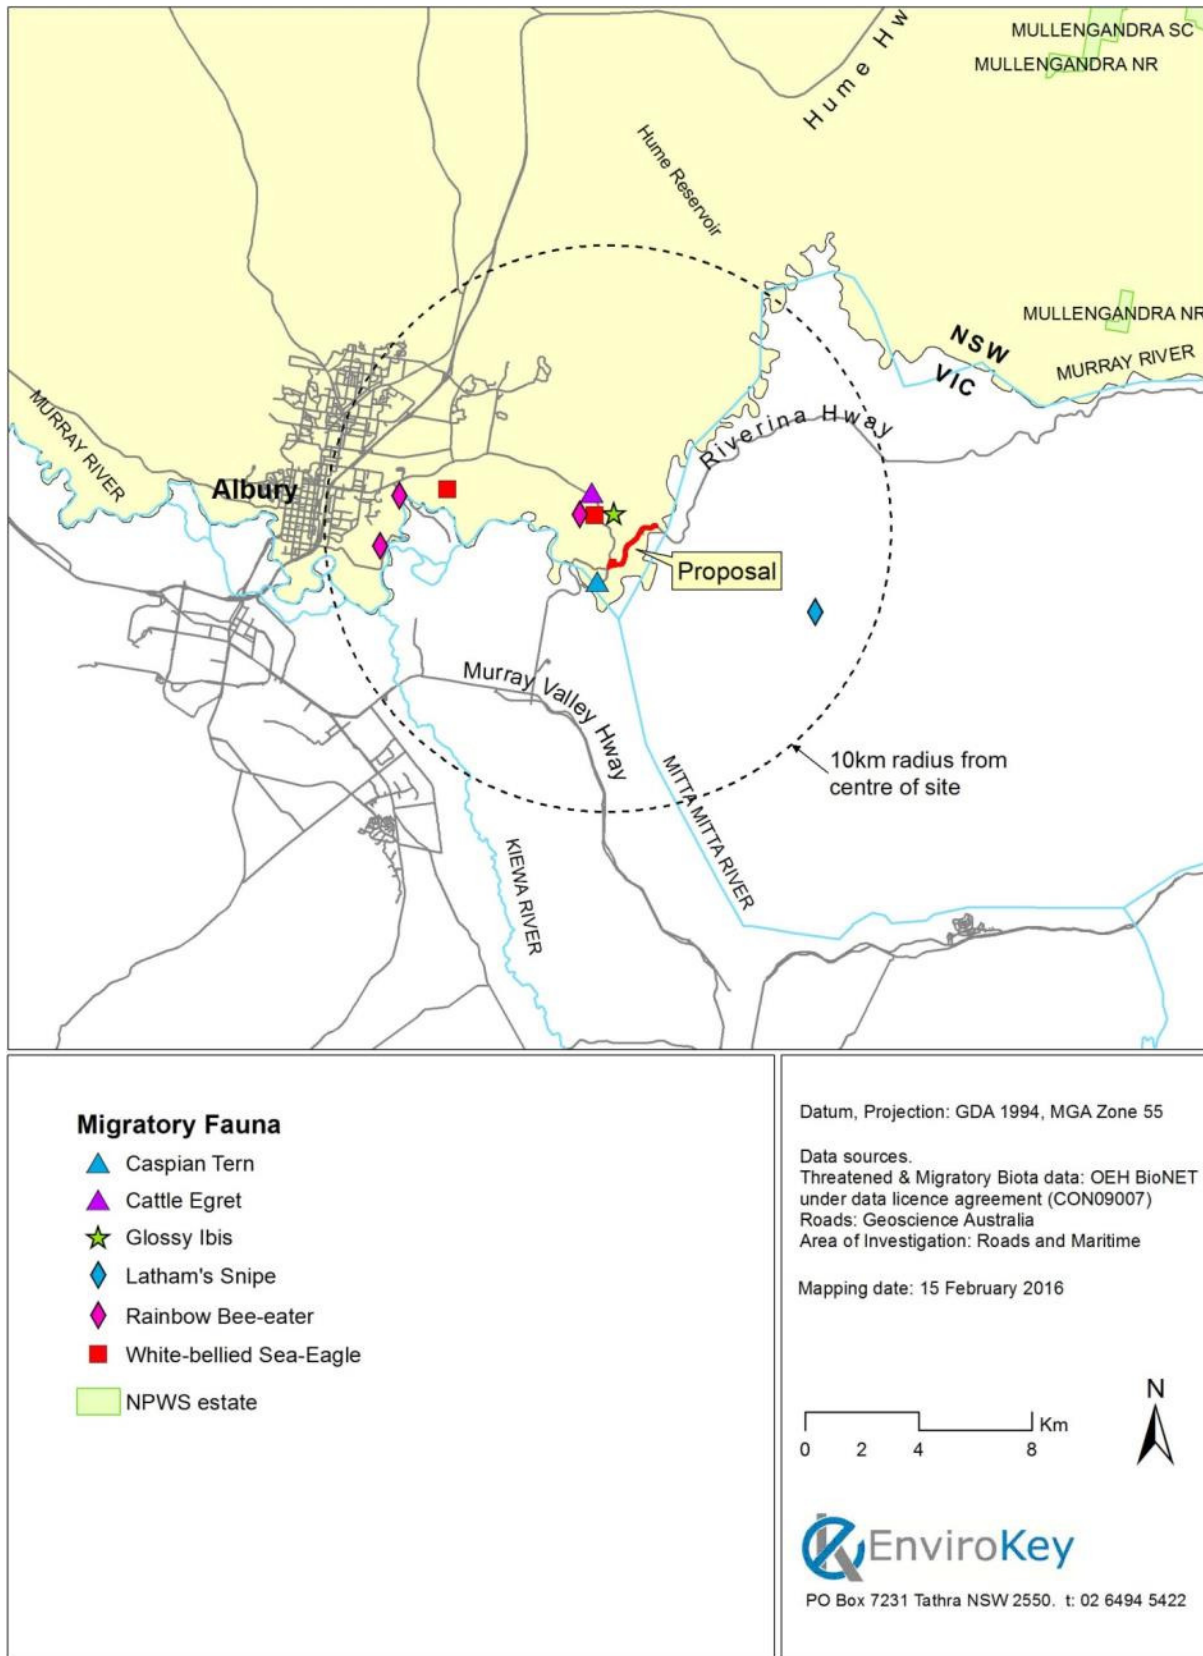 MULLENGANDRA SC
MULLENGANDRA NR
Hume Hw
Hume Reservoir
MULLENGANDRA NR
NSW
VIC
MURRAY RIVER
Riverina Hway
MURRAY RIVER
Albury
Proposal
Murray Valley Hway
10km radius from
centre of site
MITTA MITTA RIVER
KIEWA RIVER
Migratory Fauna
Caspian Tern
Cattle Egret
Glossy Ibis
Latham's Snipe
Rainbow Bee-eater
White-bellied Sea-Eagle
NPWS estate
Datum, Projection: GDA 1994, MGA Zone 55
Data sources.
Threatened & Migratory Biota data: OEH BioNET
under data licence agreement (CON09007)
Roads: Geoscience Australia
Area of Investigation: Roads and Maritime
Mapping date: 15 February 2016
N
Km
0 2 4 8
EnviroKey
PO Box 7231 Tathra NSW 2550. t: 02 6494 5422